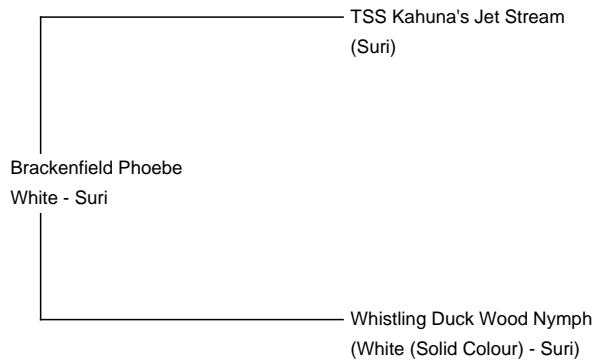 TSS Kahuna's Jet Stream
(Suri)
Brackenfield Phoebe
White - Suri
Whistling Duck Wood Nymph
(White (Solid Colour) - Suri)